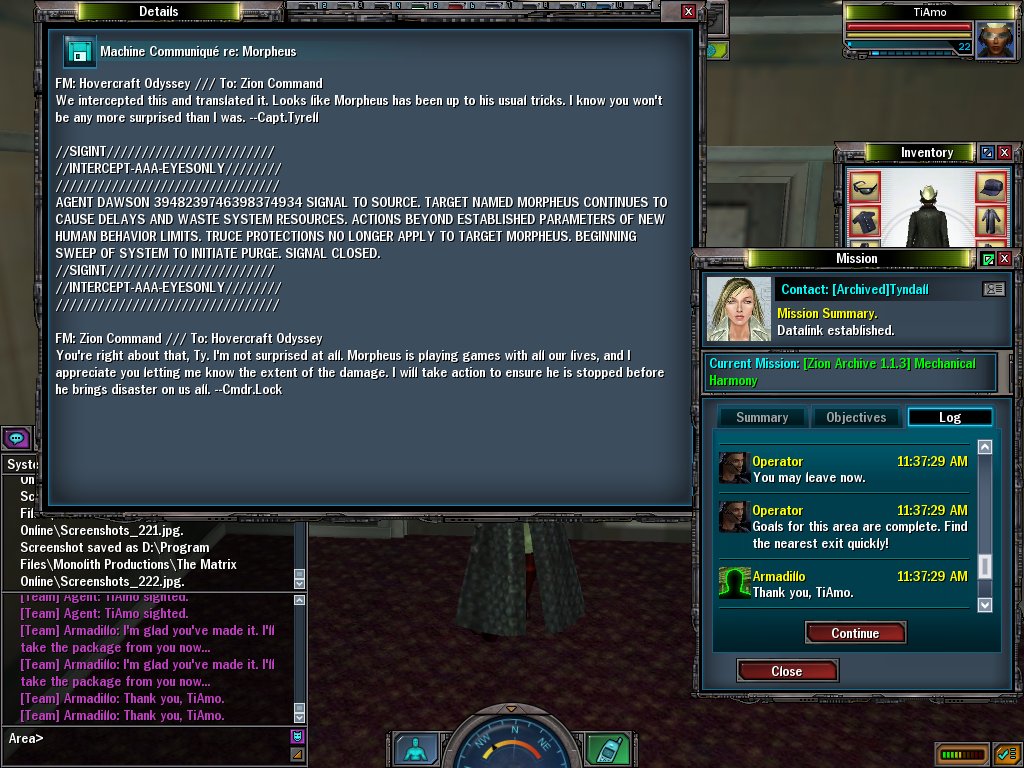 Details
TiAmo
22
Machine Communiqué re: Morpheus
FM: Hovercraft Odyssey /// To: Zion Command
We intercepted this and translated it. Looks like Morpheus has been up to his usual tricks. I know you won't
be any more surprised than I was. --Capt.Tyrell
//SIGINT////////////////////////
//INTERCEPT-AAA-EYESONLY////////
////////////////////////////////
AGENT DAWSON 3948239746398374934 SIGNAL TO SOURCE. TARGET NAMED MORPHEUS CONTINUES TO
CAUSE DELAYS AND WASTE SYSTEM RESOURCES. ACTIONS BEYOND ESTABLISHED PARAMETERS OF NEW
HUMAN BEHAVIOR LIMITS. TRUCE PROTECTIONS NO LONGER APPLY TO TARGET MORPHEUS. BEGINNING
SWEEP OF SYSTEM TO INITIATE PURGE. SIGNAL CLOSED.
//SIGINT////////////////////////
//INTERCEPT-AAA-EYESONLY////////
////////////////////////////////
FM: Zion Command /// To: Hovercraft Odyssey
You're right about that, Ty. I'm not surprised at all. Morpheus is playing games with all our lives, and I
appreciate you letting me know the extent of the damage. I will take action to ensure he is stopped before
he brings disaster on us all. --Cmdr.Lock
Inventory
Mission
Contact: [Archived]Tyndall
Mission Summary.
Datalink established.
Current Mission: [Zion Archive 1.1.3] Mechanical
Harmony
Summary
Objectives
Log
Operator 11:37:29 AM
You may leave now.
Operator 11:37:29 AM
Goals for this area are complete. Find
the nearest exit quickly!
Armadillo 11:37:29 AM
Thank you, TiAmo.
Continue
Close
Syste
On
Sc
Fil
Online\Screenshots_221.jpg.
Screenshot saved as D:\Program
Files\Monolith Productions\The Matrix
Online\Screenshots_222.jpg.
[Team] Agent: TiAmo sighted.
[Team] Agent: TiAmo sighted.
[Team] Armadillo: I'm glad you've made it. I'll
take the package from you now...
[Team] Armadillo: I'm glad you've made it. I'll
take the package from you now...
[Team] Armadillo: Thank you, TiAmo.
[Team] Armadillo: Thank you, TiAmo.
Area>
NW
N
NE